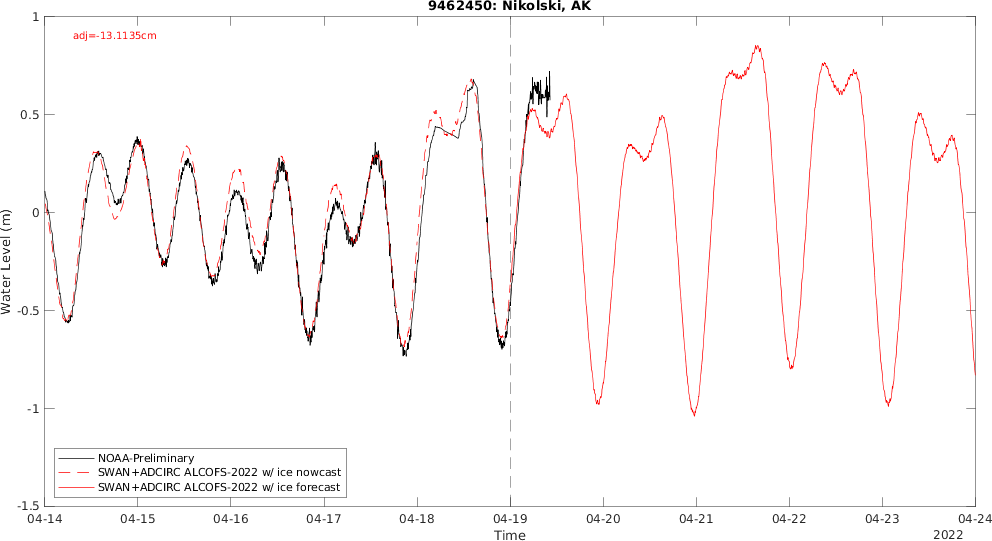 9462450: Nikolski, AK
adj=-13.1135cm
1
0.5
0
-0.5
-1
-1.5
Water Level (m)
NOAA-Preliminary
SWAN+ADCIRC ALCOFS-2022 w/ ice nowcast
SWAN+ADCIRC ALCOFS-2022 w/ ice forecast
04-14 04-15 04-16 04-17 04-18 04-19 04-20 04-21 04-22 04-23 04-24
Time
2022